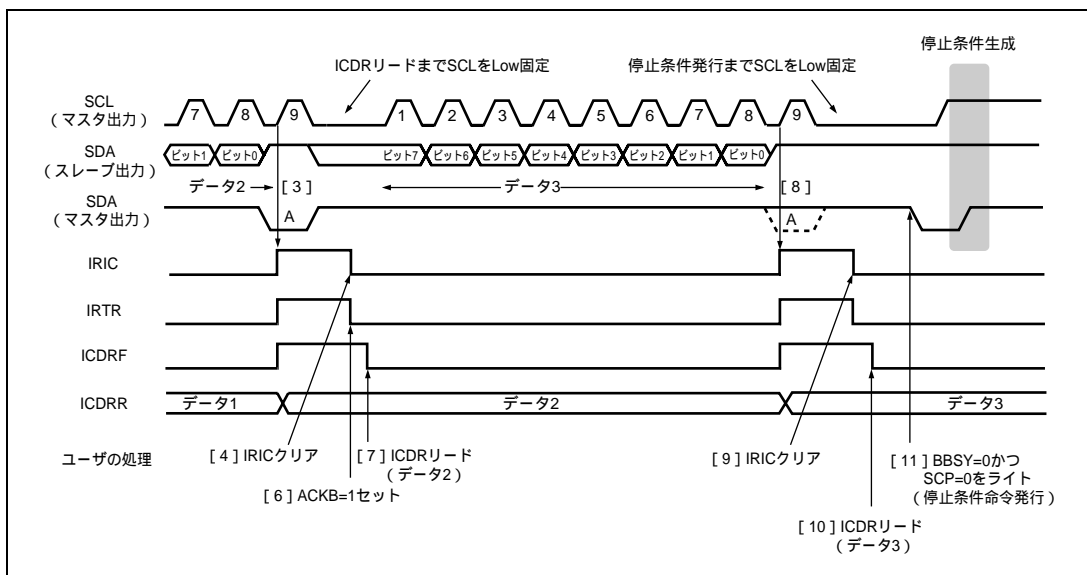 停止条件生成
ICDRリードまでSCLをLow固定
停止条件発行までSCLをLow固定
SCL
(マスタ出力)
7 8 9 1 2 3 4 5 6 7 8 9
SDA
(スレーブ出力)
ビット1 ビット0 ビット7 ビット6 ビット5 ビット4 ビット3 ビット2 ビット1 ビット0
データ2 [3] データ3 [8]
SDA
(マスタ出力)
A A
IRIC
IRTR
ICDRF
ICDRR
データ1 データ2 データ3
ユーザの処理
[4] IRICクリア
[7] ICDRリード
(データ2)
[6] ACKB=1セット
[9] IRICクリア
[11] BBSY=0かつ
SCP=0をライト
(停止条件命令発行)
[10] ICDRリード
(データ3)